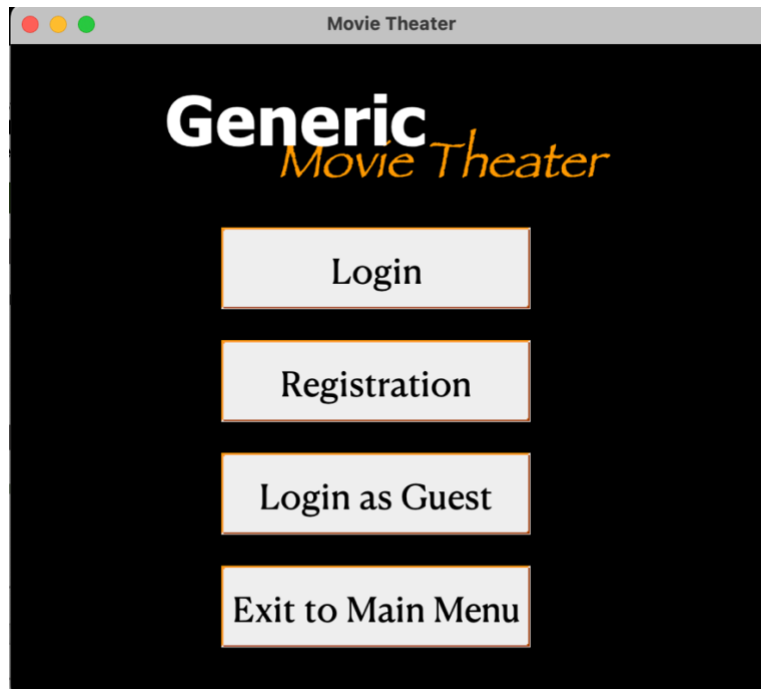 Movie Theater
Generic
Movie Theater
Login
Registration
Login as Guest
Exit to Main Menu